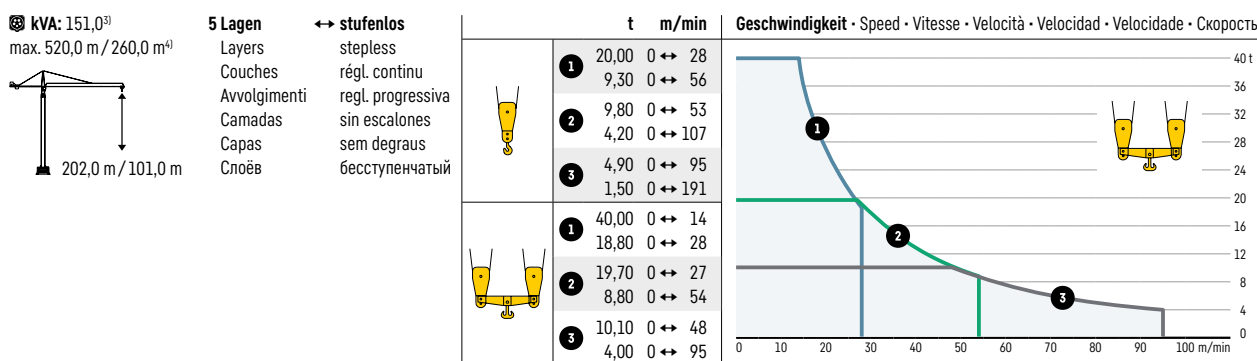 kVA: 151,0³⁾
max. 520,0 m / 260,0 m⁴⁾
202,0 m / 101,0 m
5 Lagen ↔ stufenlos
Layers stepless
Couches régl. continu
Avvolgimenti regl. progressiva
Camadas sin escalones
Capas sem degraus
Слоёв бесступенчатый
t m/min
1 20,00 0 ↔ 28
9,30 0 ↔ 56
2 9,80 0 ↔ 53
4,20 0 ↔ 107
3 4,90 0 ↔ 95
1,50 0 ↔ 191
1 40,00 0 ↔ 14
18,80 0 ↔ 28
2 19,70 0 ↔ 27
8,80 0 ↔ 54
3 10,10 0 ↔ 48
4,00 0 ↔ 95
Geschwindigkeit · Speed · Vitesse · Velocità · Velocidad · Velocidade · Скорость
40 t
36
32
28
24
20
16
12
8
4
0
1
2
3
0 10 20 30 40 50 60 70 80 90 100 m/min